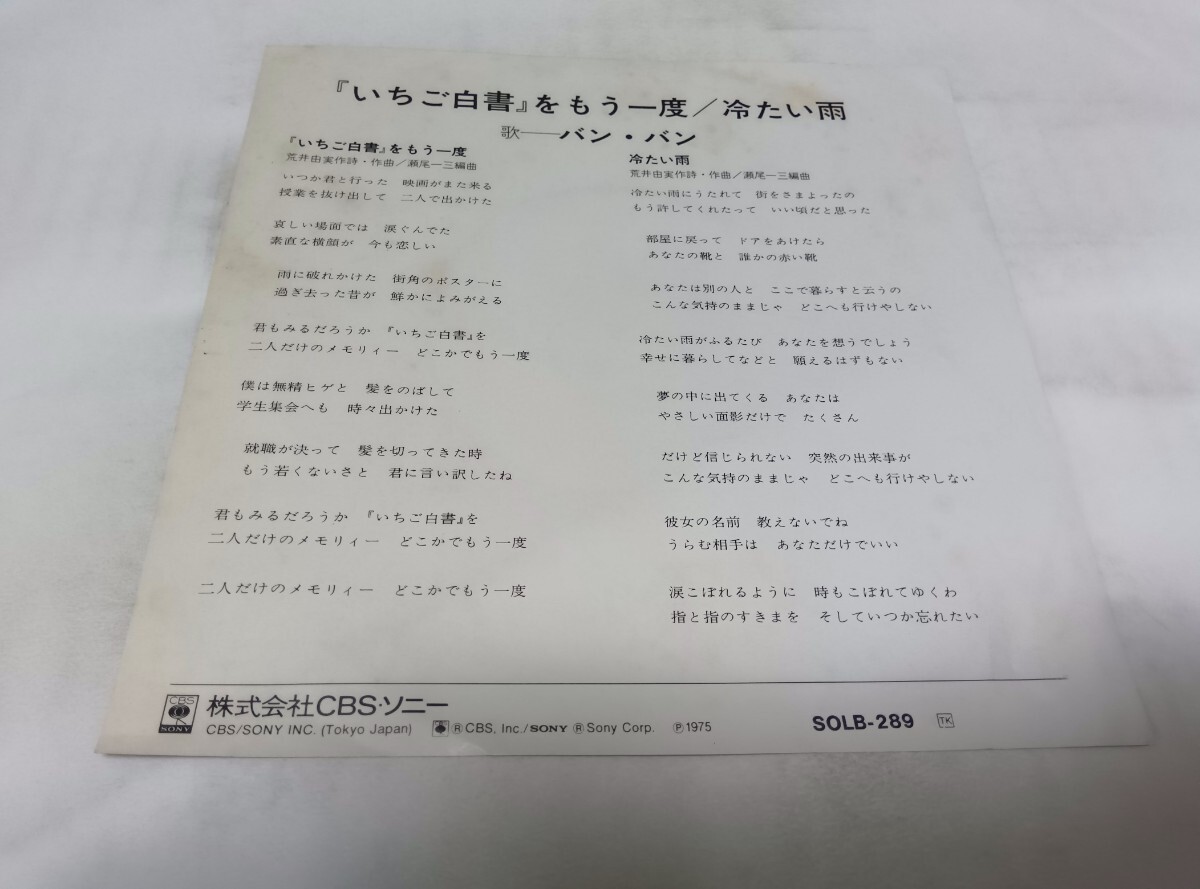 『いちご白書』をもう一度／冷たい雨
歌──バン・バン
『いちご白書』をもう一度
荒井由実作詩・作曲／瀬尾一三編曲
いつか君と行った　映画がまた来る
授業を抜け出して　二人で出かけた
哀しい場面では　涙ぐんでた
素直な横顔が　今も恋しい
雨に破れかけた　街角のポスターに
過ぎ去った昔が　鮮かによみがえる
君もみるだろうか　『いちご白書』を
二人だけのメモリィー　どこかでもう一度
僕は無精ヒゲと　髪をのばして
学生集会へも　時々出かけた
就職が決って　髪を切ってきた時
もう若くないさと　君に言い訳したね
君もみるだろうか　『いちご白書』を
二人だけのメモリィー　どこかでもう一度
二人だけのメモリィー　どこかでもう一度
冷たい雨
荒井由実作詩・作曲／瀬尾一三編曲
冷たい雨にうたれて　街をさまよったの
もう許してくれたって　いい頃だと思った
部屋に戻って　ドアをあけたら
あなたの靴と　誰かの赤い靴
あなたは別の人と　ここで暮らすと云うの
こんな気持のままじゃ　どこへも行けやしない
冷たい雨がふるたび　あなたを想うでしょう
幸せに暮らしてなどと　願えるはずもない
夢の中に出てくる　あなたは
やさしい面影だけで　たくさん
だけど信じられない　突然の出来事が
こんな気持のままじゃ　どこへも行けやしない
彼女の名前　教えないでね
うらむ相手は　あなただけでいい
涙こぼれるように　時もこぼれてゆくわ
指と指のすきまを　そしていつか忘れたい
CBS
SONY
株式会社CBS・ソニー
CBS/SONY INC. (Tokyo Japan)
Ⓡ CBS, Inc./SONY Ⓡ Sony Corp.　Ⓟ 1975
SOLB-289
TK